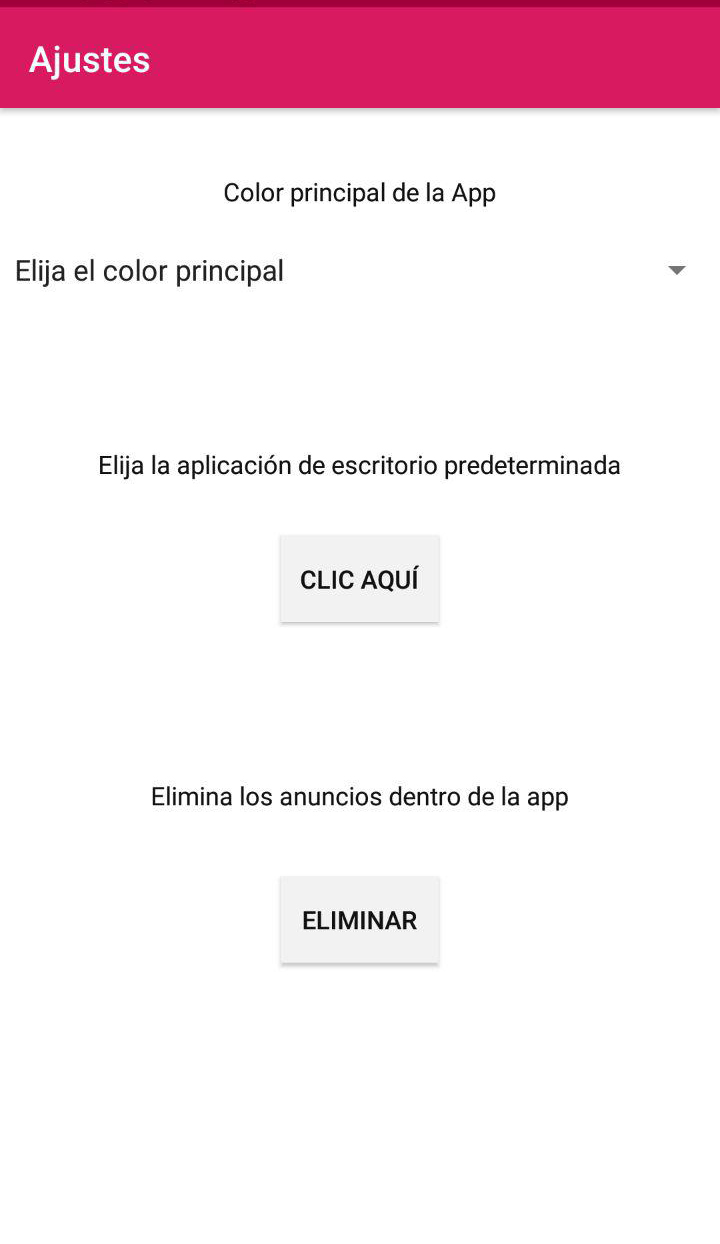 Ajustes
Color principal de la App
Elija el color principal
Elija la aplicación de escritorio predeterminada
CLIC AQUÍ
Elimina los anuncios dentro de la app
ELIMINAR